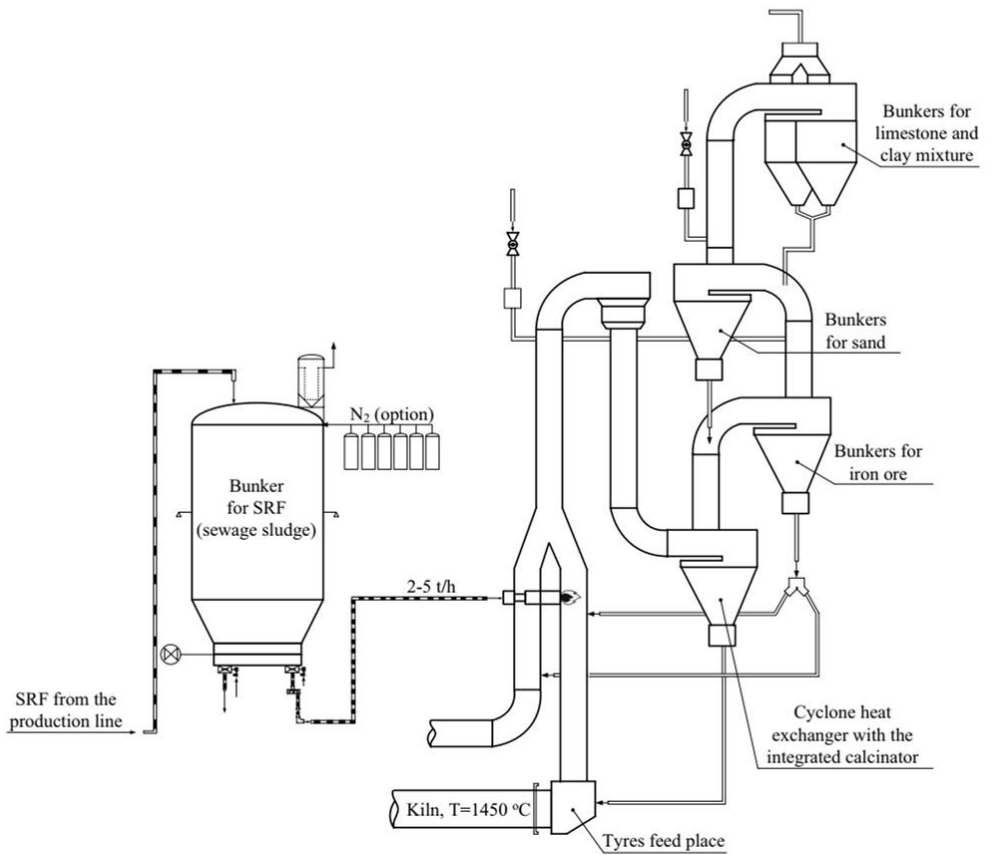 Bunkers for
limestone and
clay mixture
Bunkers
for sand
N₂ (option)
Bunkers for
iron ore
Bunker
for SRF
(sewage sludge)
2-5 t/h
SRF from the
production line
Cyclone heat
exchanger with the
integrated calcinator
Kiln, T=1450 °C
Tyres feed place